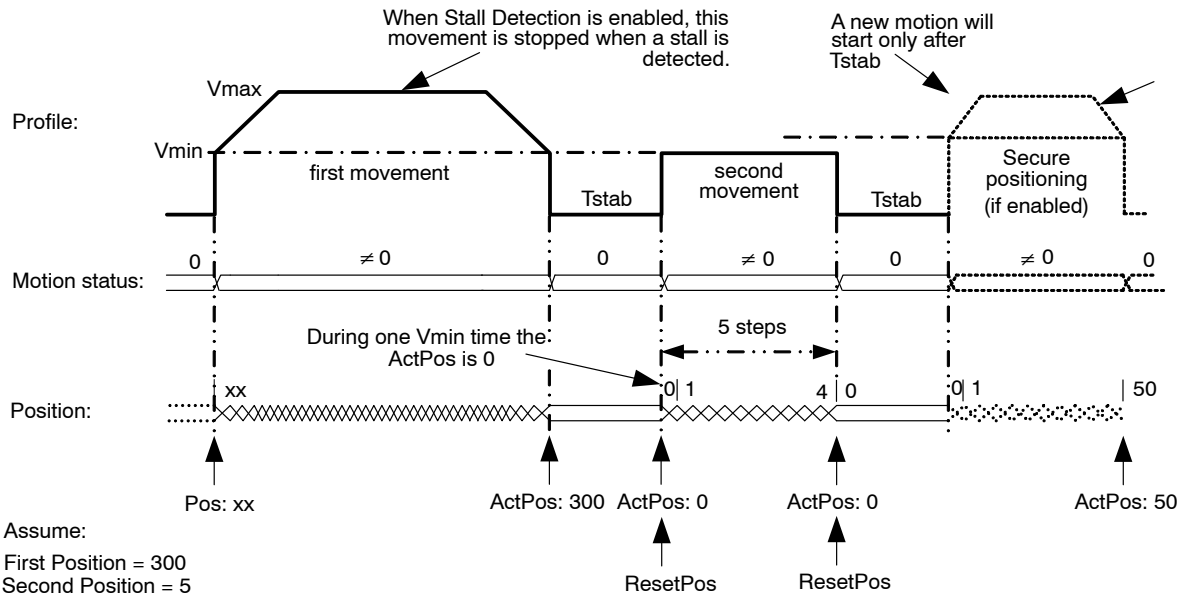 When Stall Detection is enabled, this
movement is stopped when a stall is
detected.
A new motion will
start only after
Tstab
Vmax
Profile:
Vmin
first movement
Tstab
second
movement
Tstab
Secure
positioning
(if enabled)
0
≠ 0
0
≠ 0
0
≠ 0
0
Motion status:
During one Vmin time the
ActPos is 0
5 steps
xx
0 1
4 0
0 1
50
Position:
Pos: xx
ActPos: 300
ActPos: 0
ActPos: 0
ActPos: 50
Assume:
First Position = 300
Second Position = 5
ResetPos
ResetPos